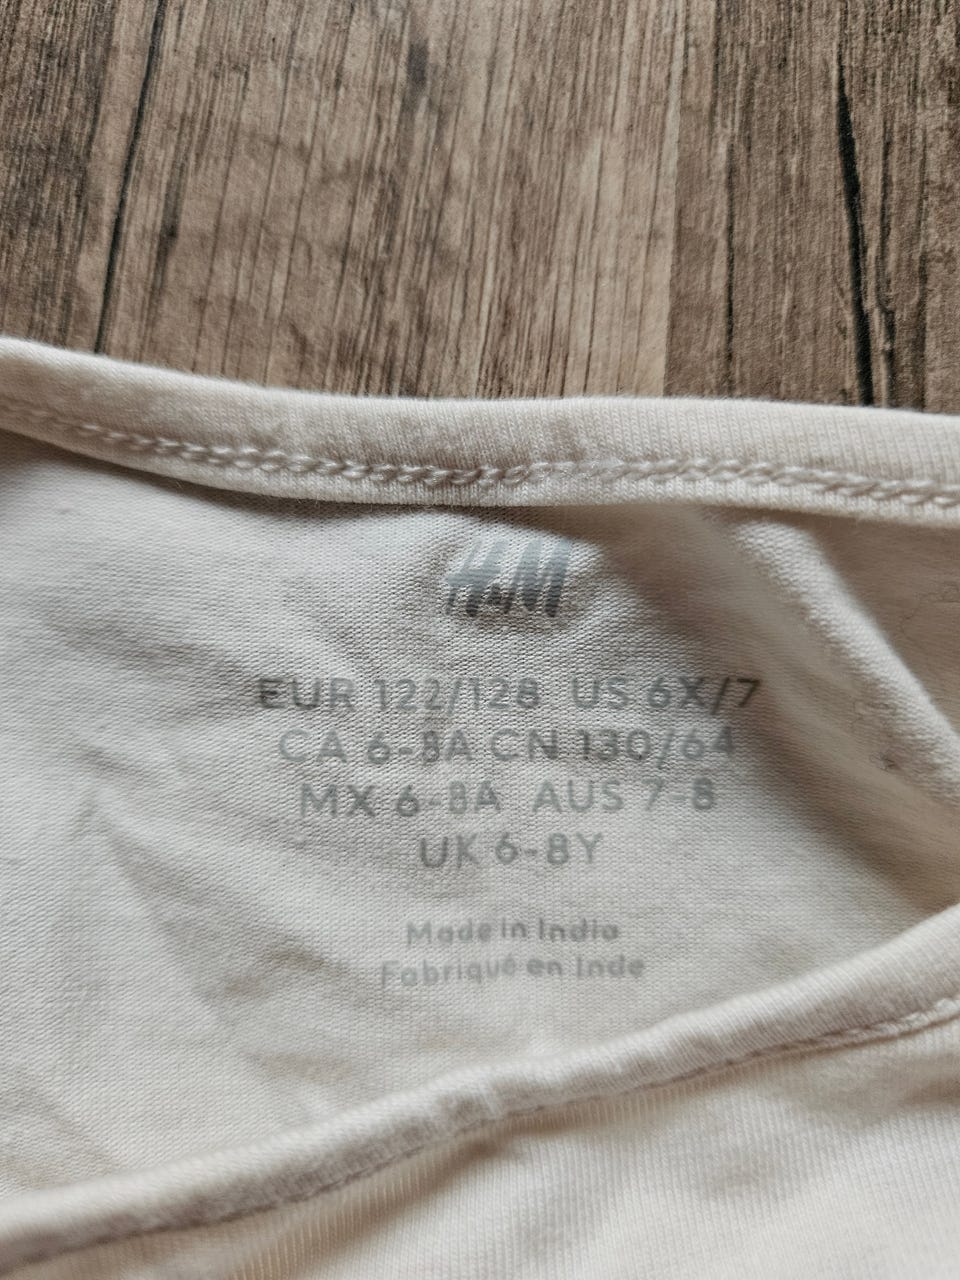 H&M
EUR 122/128 US 6X/7
CA 6-8A CN 130/64
MX 6-8A AUS 7-8
UK 6-8Y
Made in India
Fabriqué en Inde